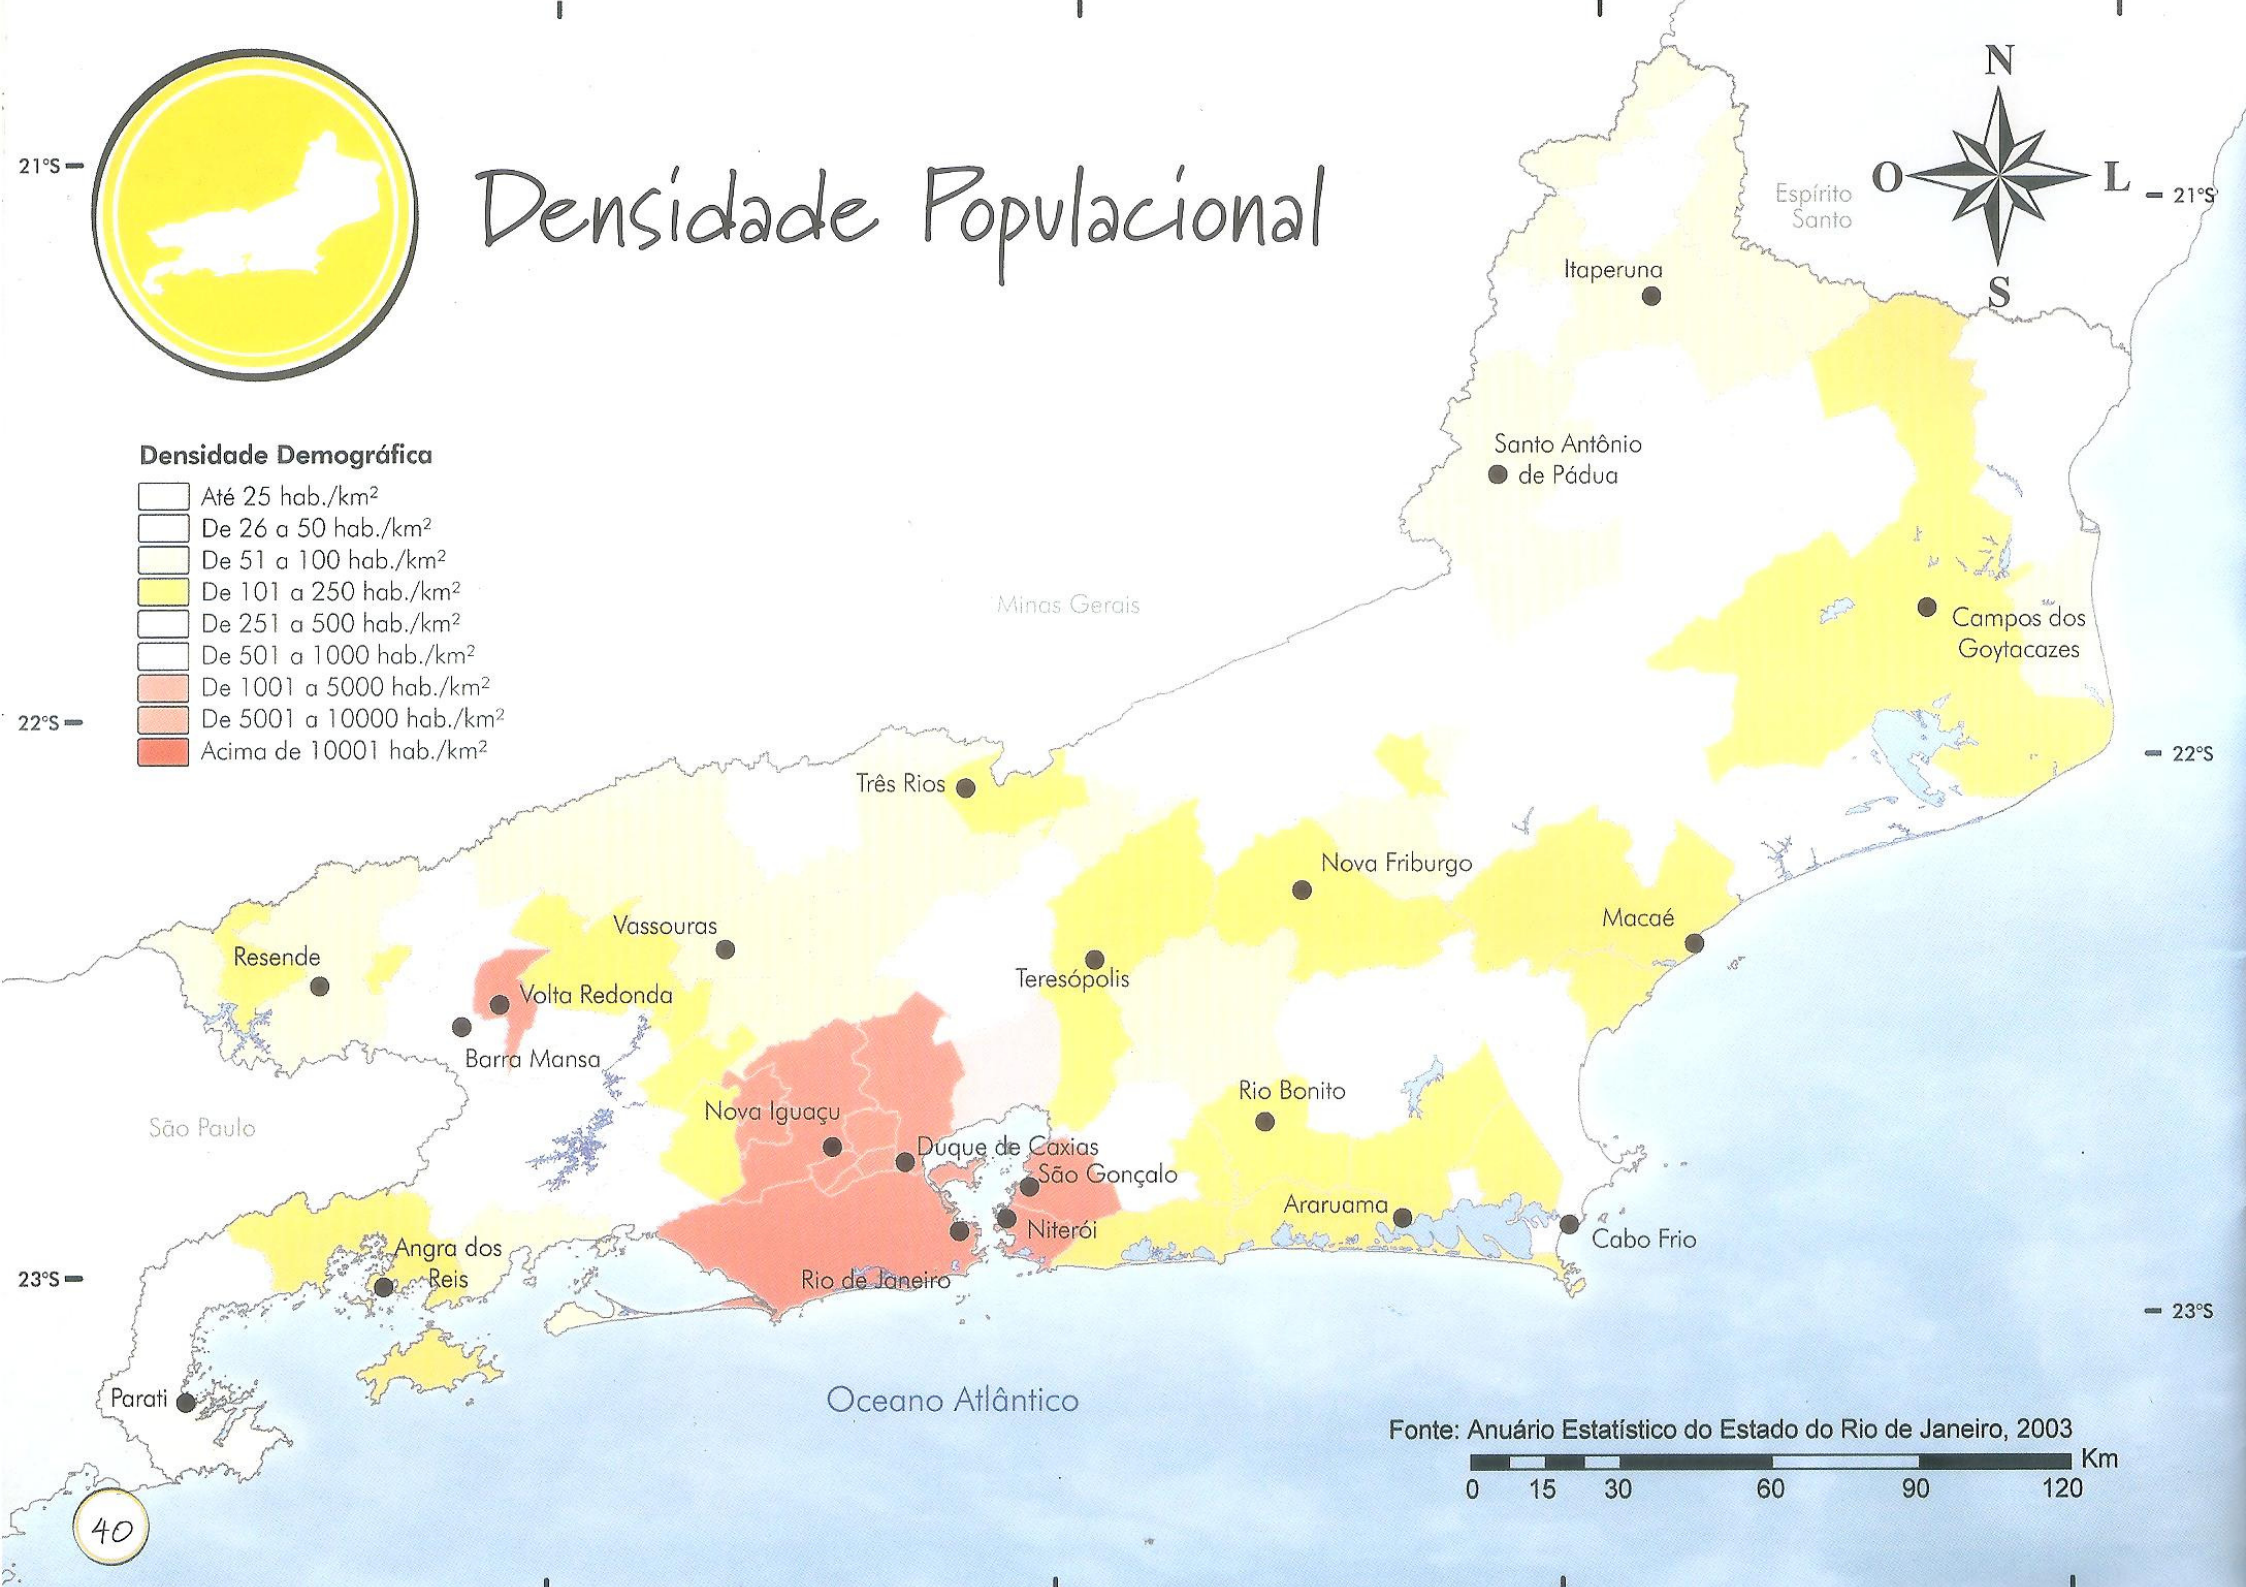 Densidade Populacional
N
O
L
S
21°S
21°S
Espírito
Santo
Itaperuna
Densidade Demográfica
Até 25 hab./km²
De 26 a 50 hab./km²
De 51 a 100 hab./km²
De 101 a 250 hab./km²
De 251 a 500 hab./km²
De 501 a 1000 hab./km²
De 1001 a 5000 hab./km²
De 5001 a 10000 hab./km²
Acima de 10001 hab./km²
Santo Antônio
de Pádua
Minas Gerais
Campos dos
Goytacazes
22°S
22°S
Três Rios
Nova Friburgo
Macaé
Vassouras
Resende
Teresópolis
Volta Redonda
Barra Mansa
São Paulo
Nova Iguaçu
Rio Bonito
Duque de Caxias
São Gonçalo
Araruama
Niterói
Cabo Frio
Angra dos
Reis
Rio de Janeiro
23°S
23°S
Parati
Oceano Atlântico
Fonte: Anuário Estatístico do Estado do Rio de Janeiro, 2003
Km
0 15 30 60 90 120
40